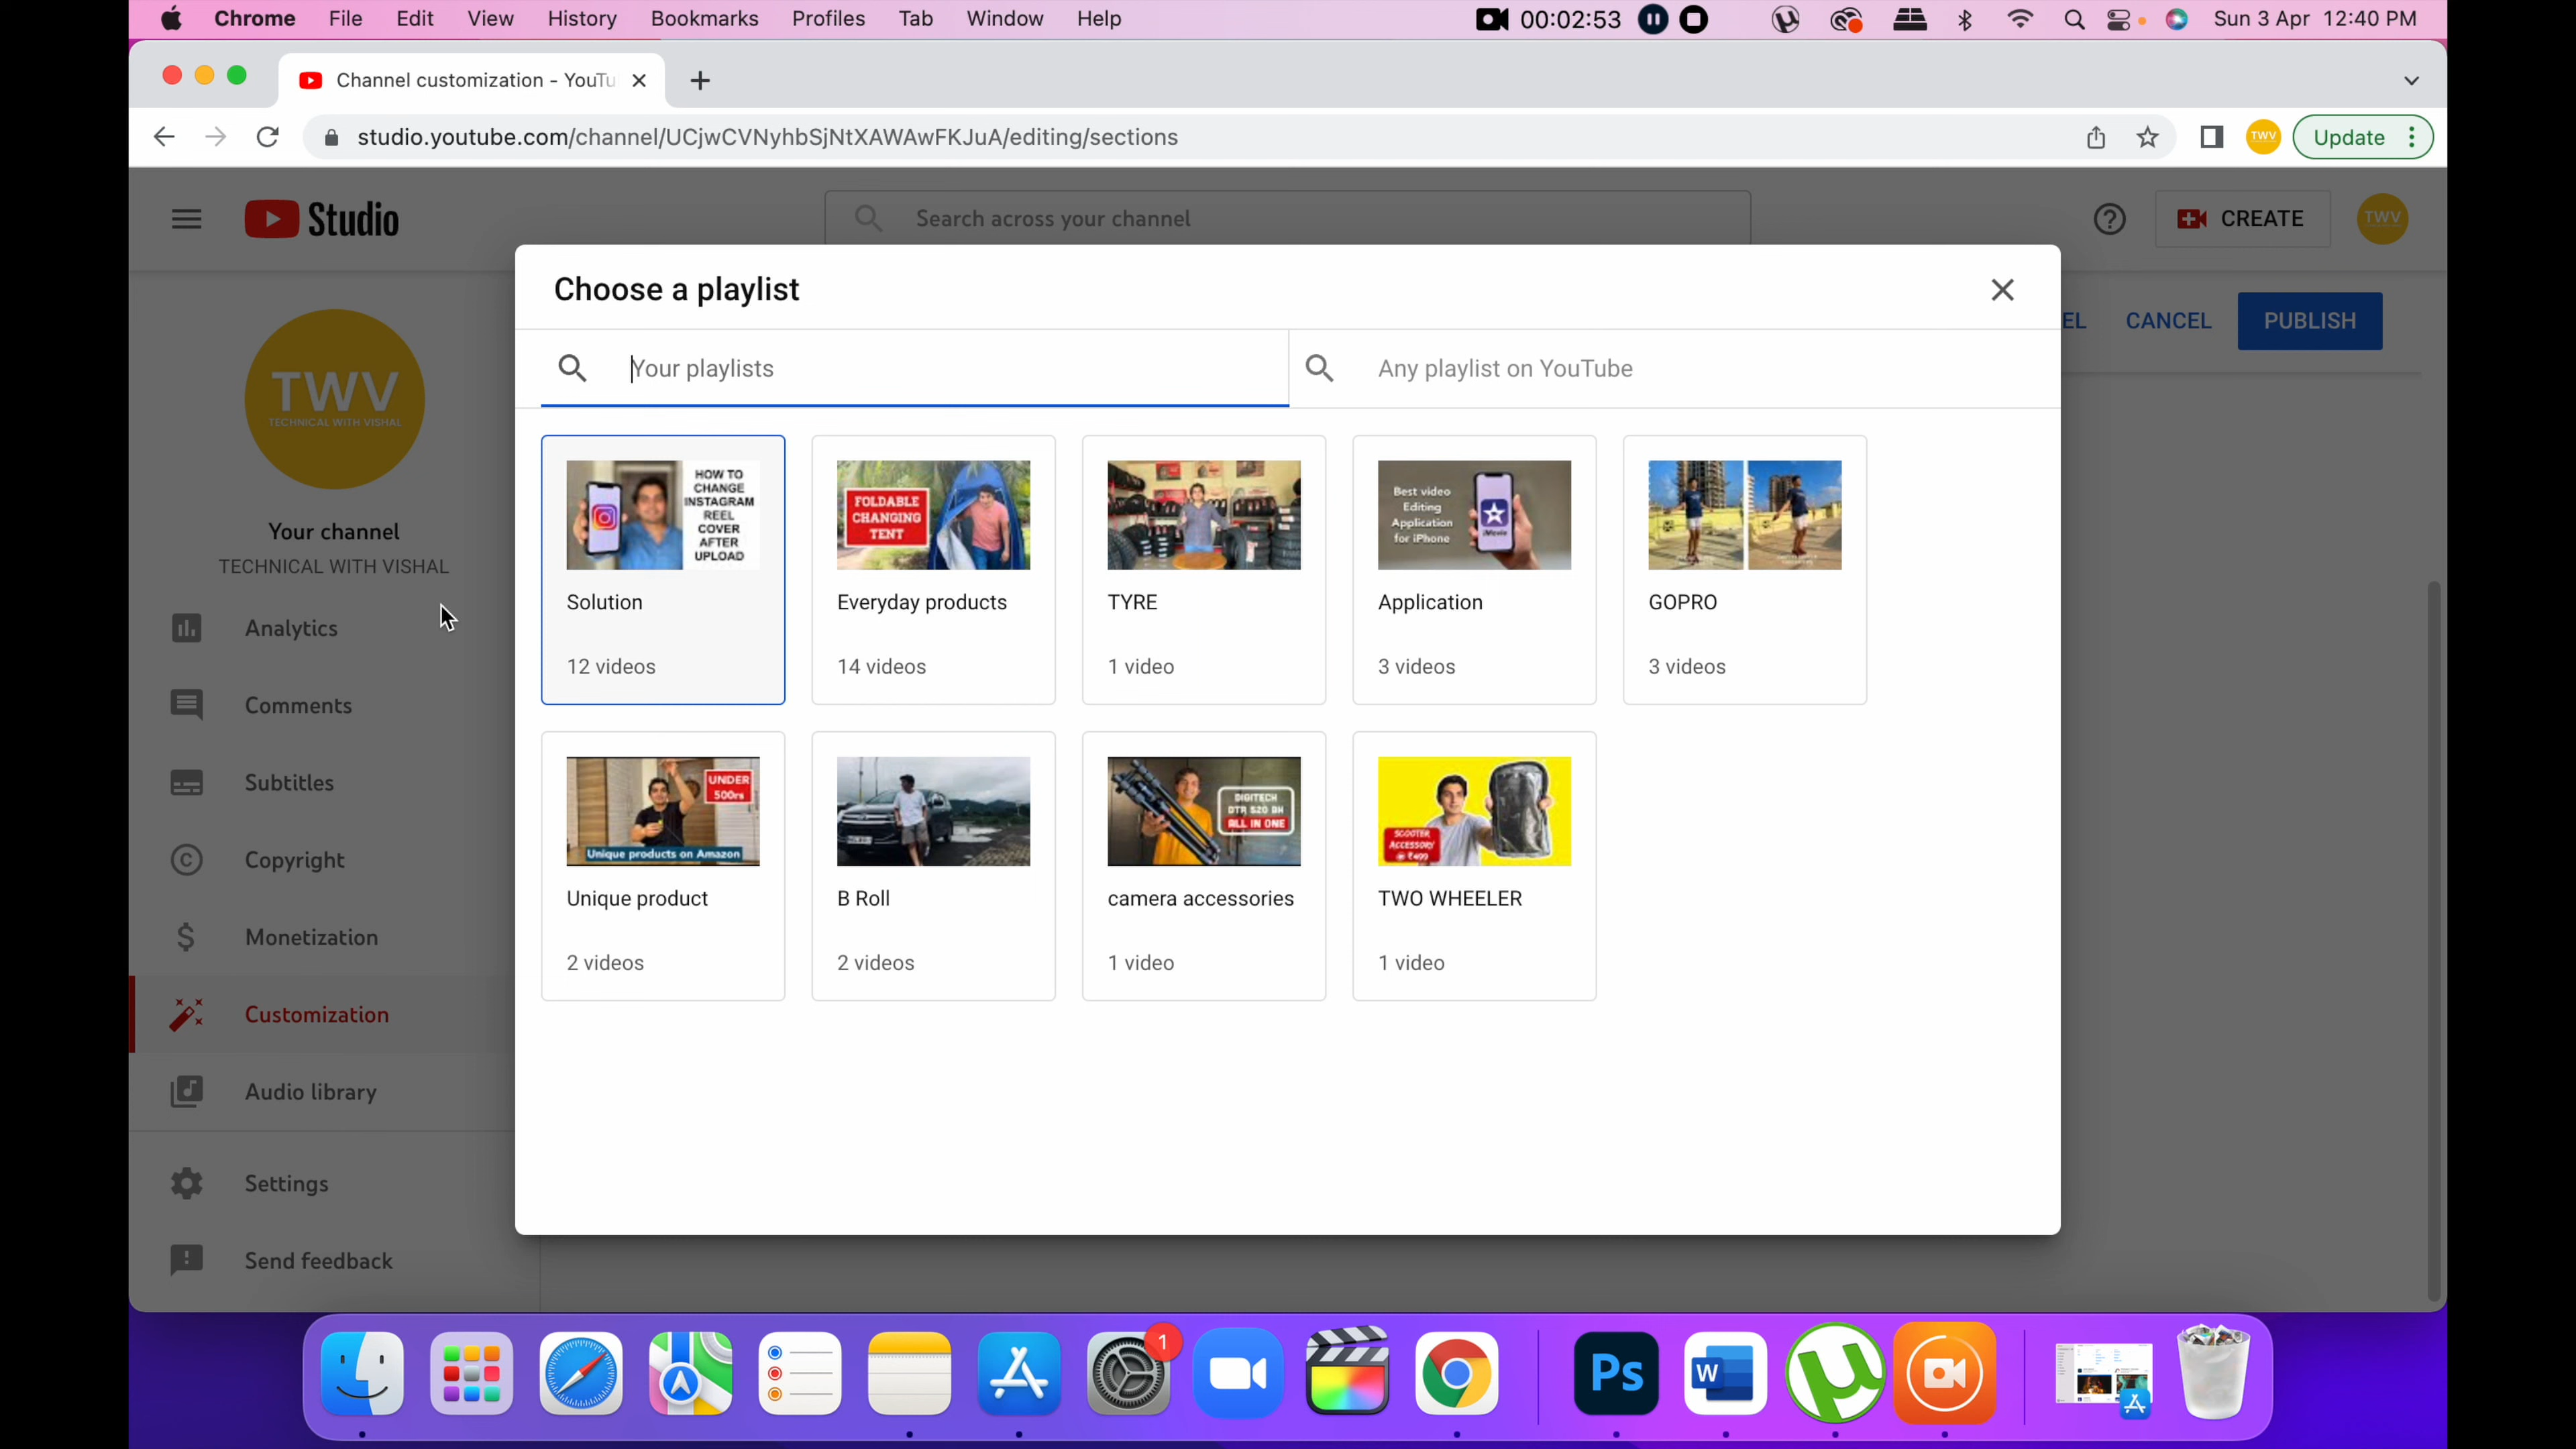 Chrome File Edit View History Bookmarks Profiles Tab Window Help 00:02:53 Sun 3 Apr 12:40 PM
Channel customization - YouTu
studio.youtube.com/channel/UCjwCVNyhbSjNtXAWAwFKJuA/editing/sections
TWV
Update
Studio
Search across your channel
CREATE
TWV
Choose a playlist
EL CANCEL PUBLISH
Your playlists
Any playlist on YouTube
TWV
TECHNICAL WITH VISHAL
Your channel
TECHNICAL WITH VISHAL
Analytics
Comments
Subtitles
Copyright
Monetization
Customization
Audio library
Settings
Send feedback
HOW TO
CHANGE
INSTAGRAM
REEL
COVER
AFTER
UPLOAD
Solution
12 videos
FOLDABLE
CHANGING
TENT
Everyday products
14 videos
TYRE
1 video
Best video
Editing
Application
for iPhone
iMovie
Application
3 videos
GOPRO
3 videos
UNDER
500rs
Unique products on Amazon
Unique product
2 videos
B Roll
2 videos
DIGITECH
DTR 520 BH
ALL IN ONE
camera accessories
1 video
SCOOTER
ACCESSORY
@ ₹499
TWO WHEELER
1 video
1
Ps
W